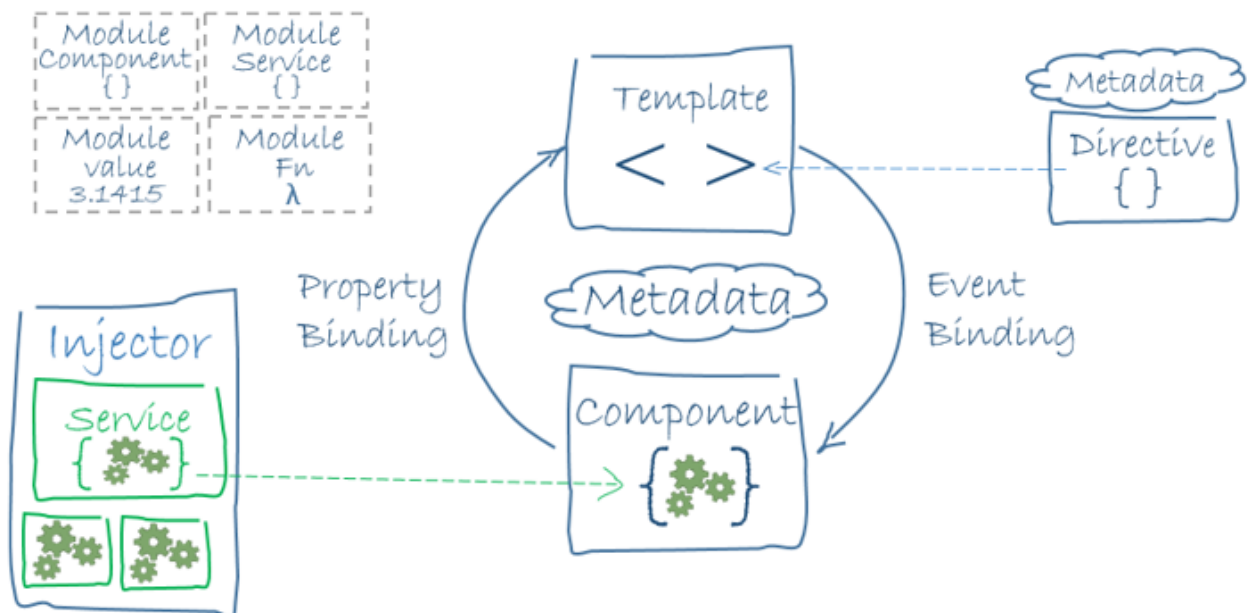 Module
Component
{ }
Module
Service
{ }
Module
value
3.1415
Module
Fn
λ
Template
< >
Metadata
Directive
{ }
Property
Binding
Metadata
Event
Binding
Injector
Service
{ }
Component
{ }